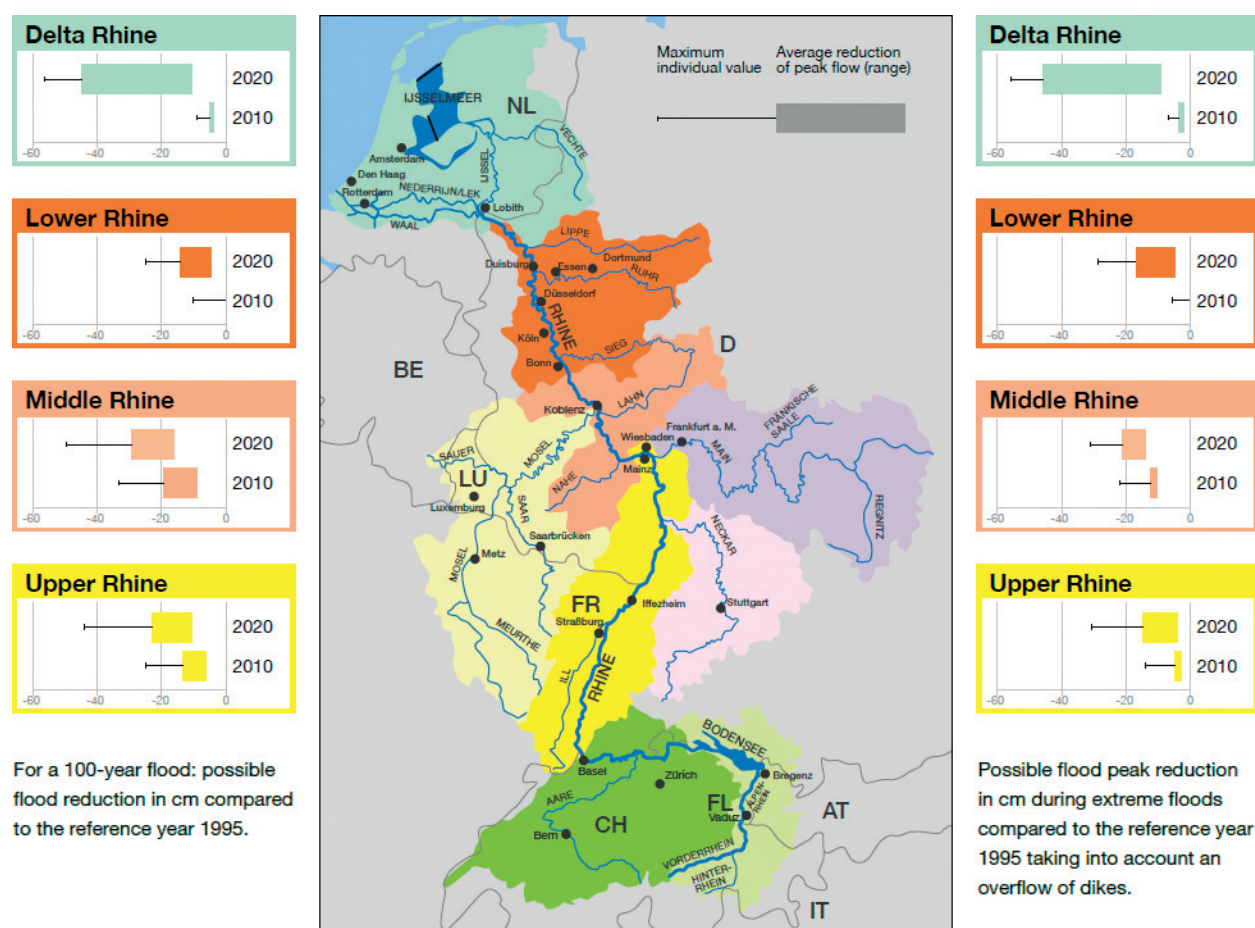 Delta Rhine
2020
2010
-60
-40
-20
0
Lower Rhine
2020
2010
-60
-40
-20
0
Middle Rhine
2020
2010
-60
-40
-20
0
Upper Rhine
2020
2010
-60
-40
-20
0
For a 100-year flood: possible
flood reduction in cm compared
to the reference year 1995.
Maximum
individual value
Average reduction
of peak flow (range)
IJSSELMEER
NL
VECHTE
Amsterdam
IJSSEL
Den Haag
Rotterdam
NEDERRIJN/LEK
Lobith
WAAL
LIPPE
Duisburg
Essen
Dortmund
RUHR
Düsseldorf
RHINE
Köln
SIEG
D
Bonn
BE
LAHN
Koblenz
FRÄNKISCHE
SAALE
Frankfurt a. M.
Wiesbaden
MAIN
MOSEL
SAUER
Mainz
NAHE
LU
Luxemburg
SAAR
REGNITZ
NECKAR
Saarbrücken
MOSEL
Metz
FR
Iffezheim
Stuttgart
Straßburg
MEURTHE
ILL
RHINE
BODENSEE
Basel
Zürich
Bregenz
AARE
ALPEN-
RHEIN
FL
AT
Vaduz
CH
Bern
VORDERRHEIN
HINTER-
RHEIN
IT
Delta Rhine
2020
2010
-60
-40
-20
0
Lower Rhine
2020
2010
-60
-40
-20
0
Middle Rhine
2020
2010
-60
-40
-20
0
Upper Rhine
2020
2010
-60
-40
-20
0
Possible flood peak reduction
in cm during extreme floods
compared to the reference year
1995 taking into account an
overflow of dikes.